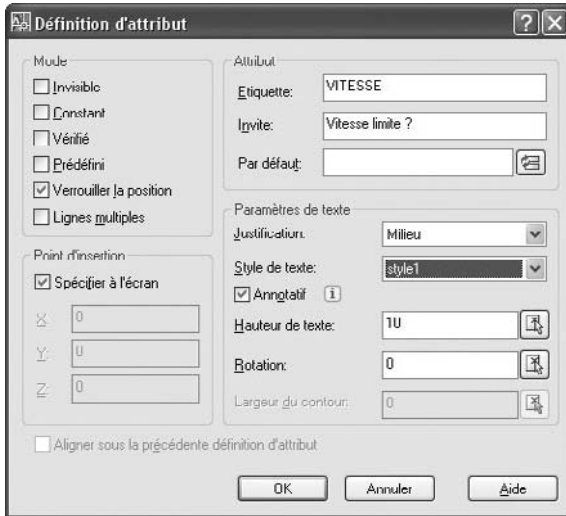 Définition d'attribut
Mode
Invisible
Constant
Vérifié
Prédéfini
Verrouiller la position
Lignes multiples
Point d'insertion
Spécifier à l'écran
X: 0
Y: 0
Z: 0
Attribut
Etiquette: VITESSE
Invite: Vitesse limite ?
Par défaut:
Paramètres de texte
Justification: Milieu
Style de texte: style1
Annotatif
Hauteur de texte: 10
Rotation: 0
Largeur du contour: 0
Aligner sous la précédente définition d'attribut
OK Annuler Aide